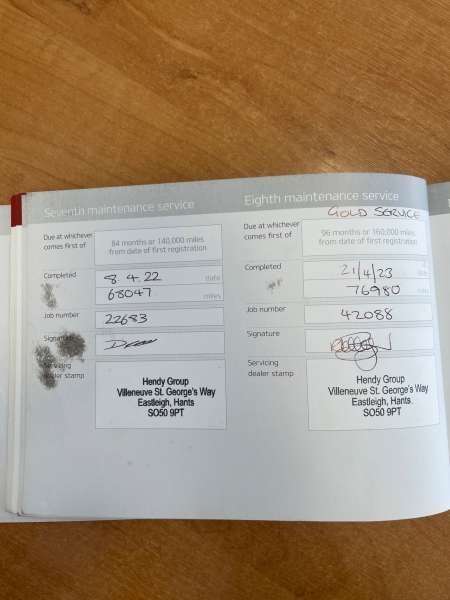 Seventh maintenance service
Due at whichever
comes first of
84 months or 140,000 miles
from date of first registration
Completed
8 4.22 date
68047 miles
Job number
22683
Signature
Servicing
dealer stamp
Hendy Group
Villeneuve St. George's Way
Eastleigh, Hants
SO50 9PT
Eighth maintenance service
GOLD SERVICE
Due at whichever
comes first of
96 months or 160,000 miles
from date of first registration
Completed
21/4/23
76980 miles
Job number
42088
Signature
Servicing
dealer stamp
Hendy Group
Villeneuve St. George's Way
Eastleigh, Hants
SO50 9PT